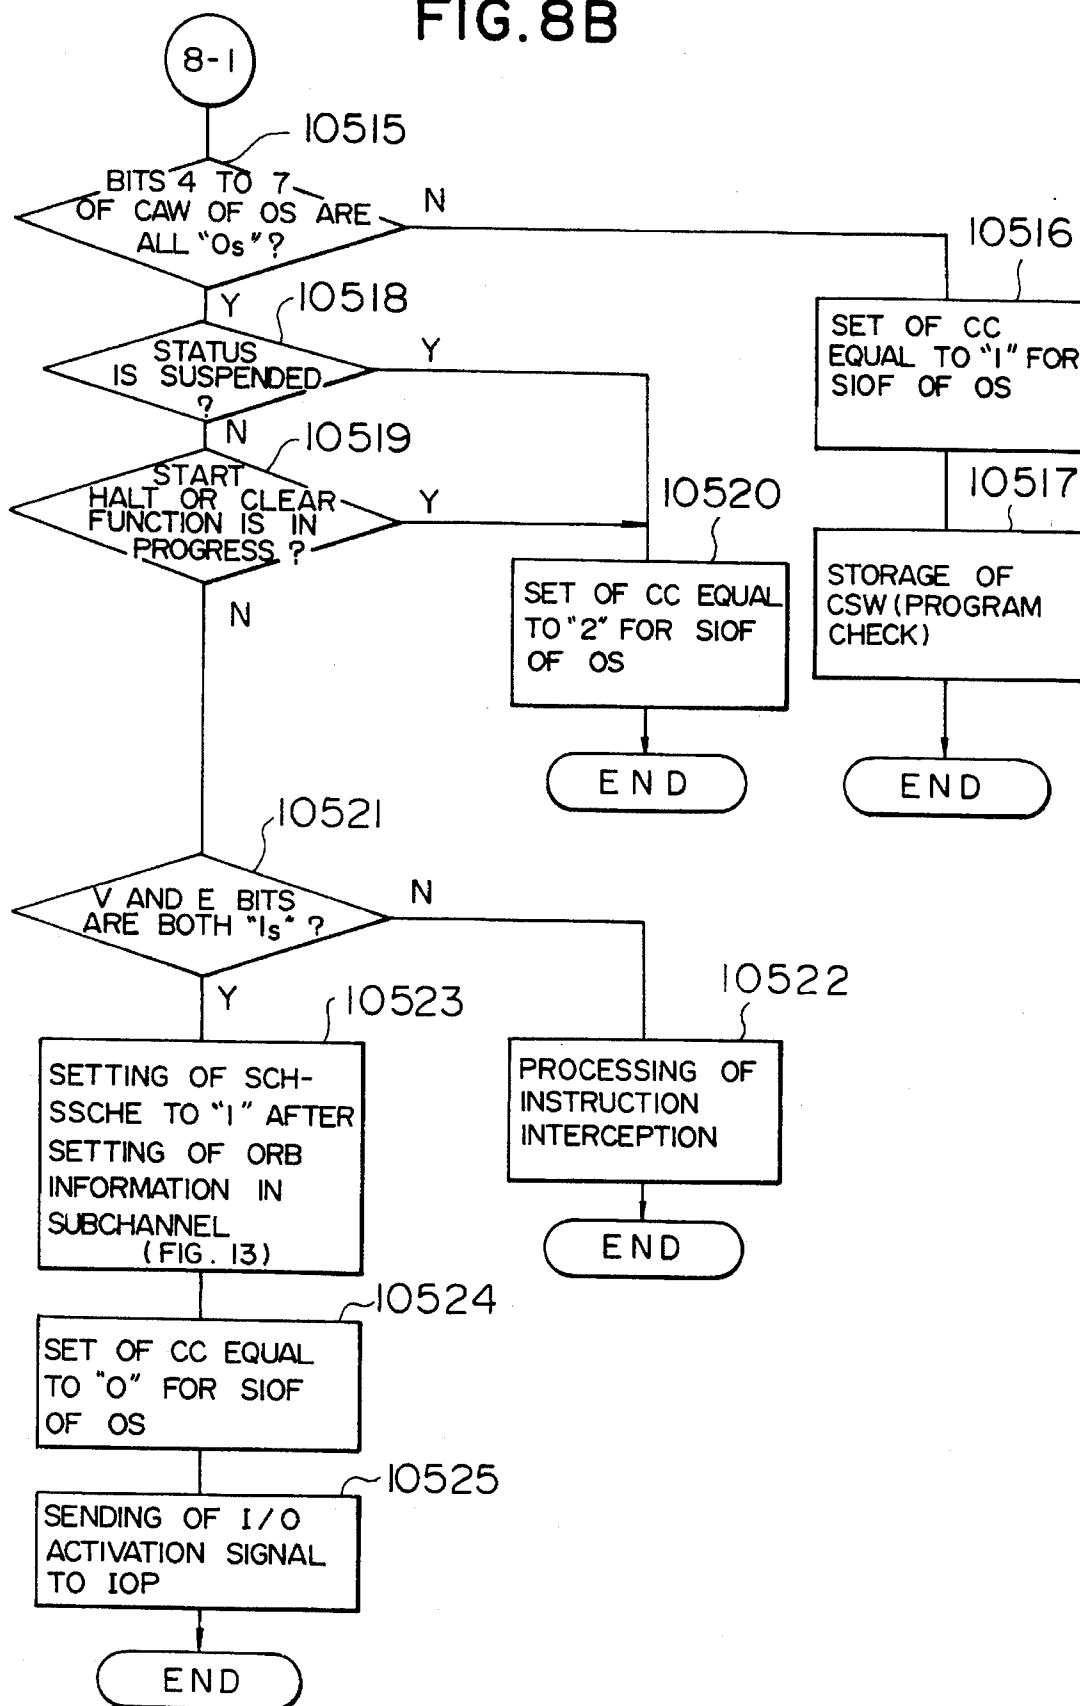 FIG. 8B
8-1
10515
BITS 4 TO 7
OF CAW OF OS ARE
ALL "Os"?
N
Y
10516
SET OF CC
EQUAL TO "1" FOR
SIOF OF OS
10518
STATUS
IS SUSPENDED
?
Y
N
10519
START
HALT OR CLEAR
FUNCTION IS IN
PROGRESS ?
Y
N
10520
SET OF CC EQUAL
TO "2" FOR SIOF
OF OS
END
10517
STORAGE OF
CSW (PROGRAM
CHECK)
END
10521
V AND E BITS
ARE BOTH "1s" ?
N
Y
10522
PROCESSING OF
INSTRUCTION
INTERCEPTION
END
10523
SETTING OF SCH-
SSCHE TO "1" AFTER
SETTING OF ORB
INFORMATION IN
SUBCHANNEL
(FIG. 13)
10524
SET OF CC EQUAL
TO "0" FOR SIOF
OF OS
10525
SENDING OF I/O
ACTIVATION SIGNAL
TO IOP
END